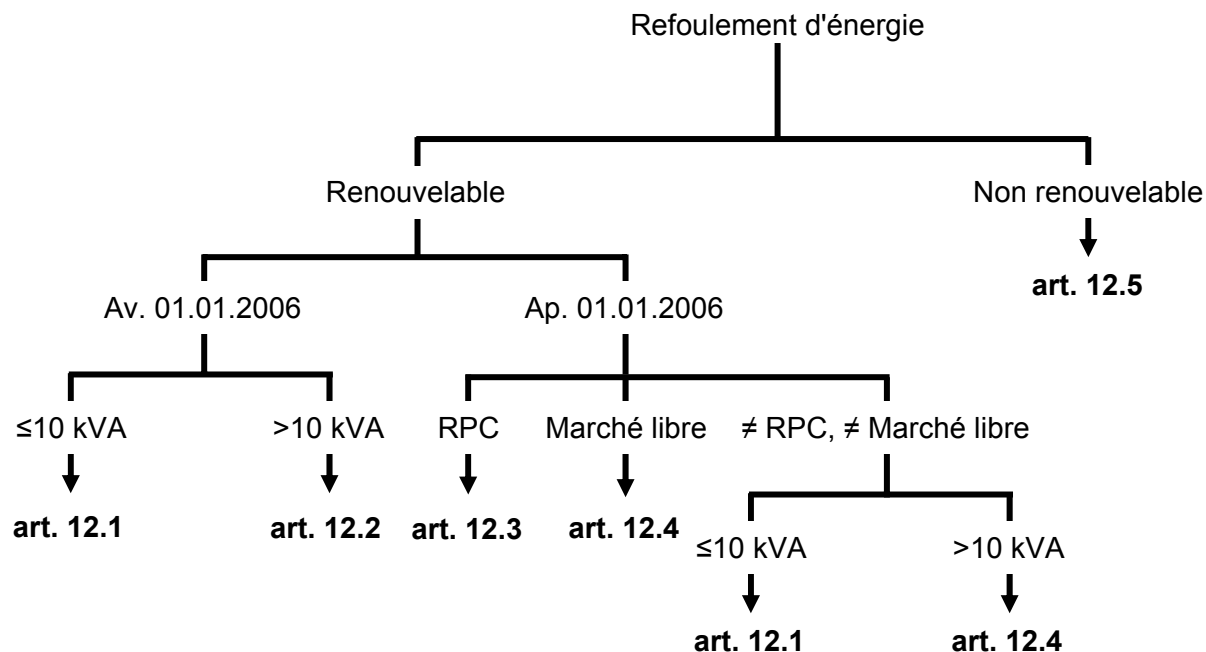 Refoulement d'énergie
Renouvelable
Non renouvelable
art. 12.5
Av. 01.01.2006
Ap. 01.01.2006
≤10 kVA
>10 kVA
RPC
Marché libre
≠ RPC, ≠ Marché libre
art. 12.1
art. 12.2
art. 12.3
art. 12.4
≤10 kVA
>10 kVA
art. 12.1
art. 12.4